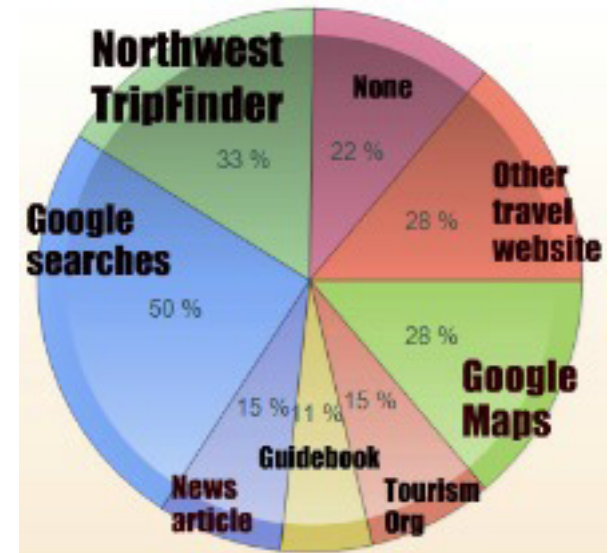 Northwest
TripFinder
33 %
None
22 %
Other
travel
website
28 %
Google
searches
50 %
28 %
Google
Maps
15 %
11 %
15 %
Guidebook
News
article
Tourism
Org